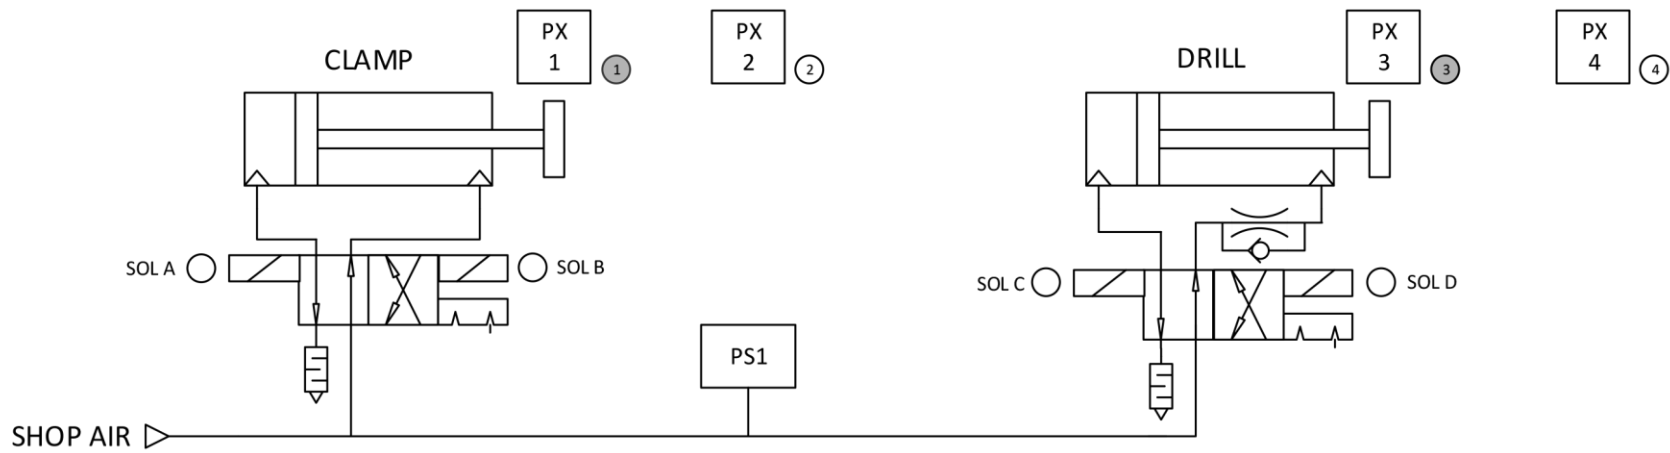 CLAMP
PX
1
1
PX
2
2
DRILL
PX
3
3
PX
4
4
SOL A
SOL B
SOL C
SOL D
PS1
SHOP AIR